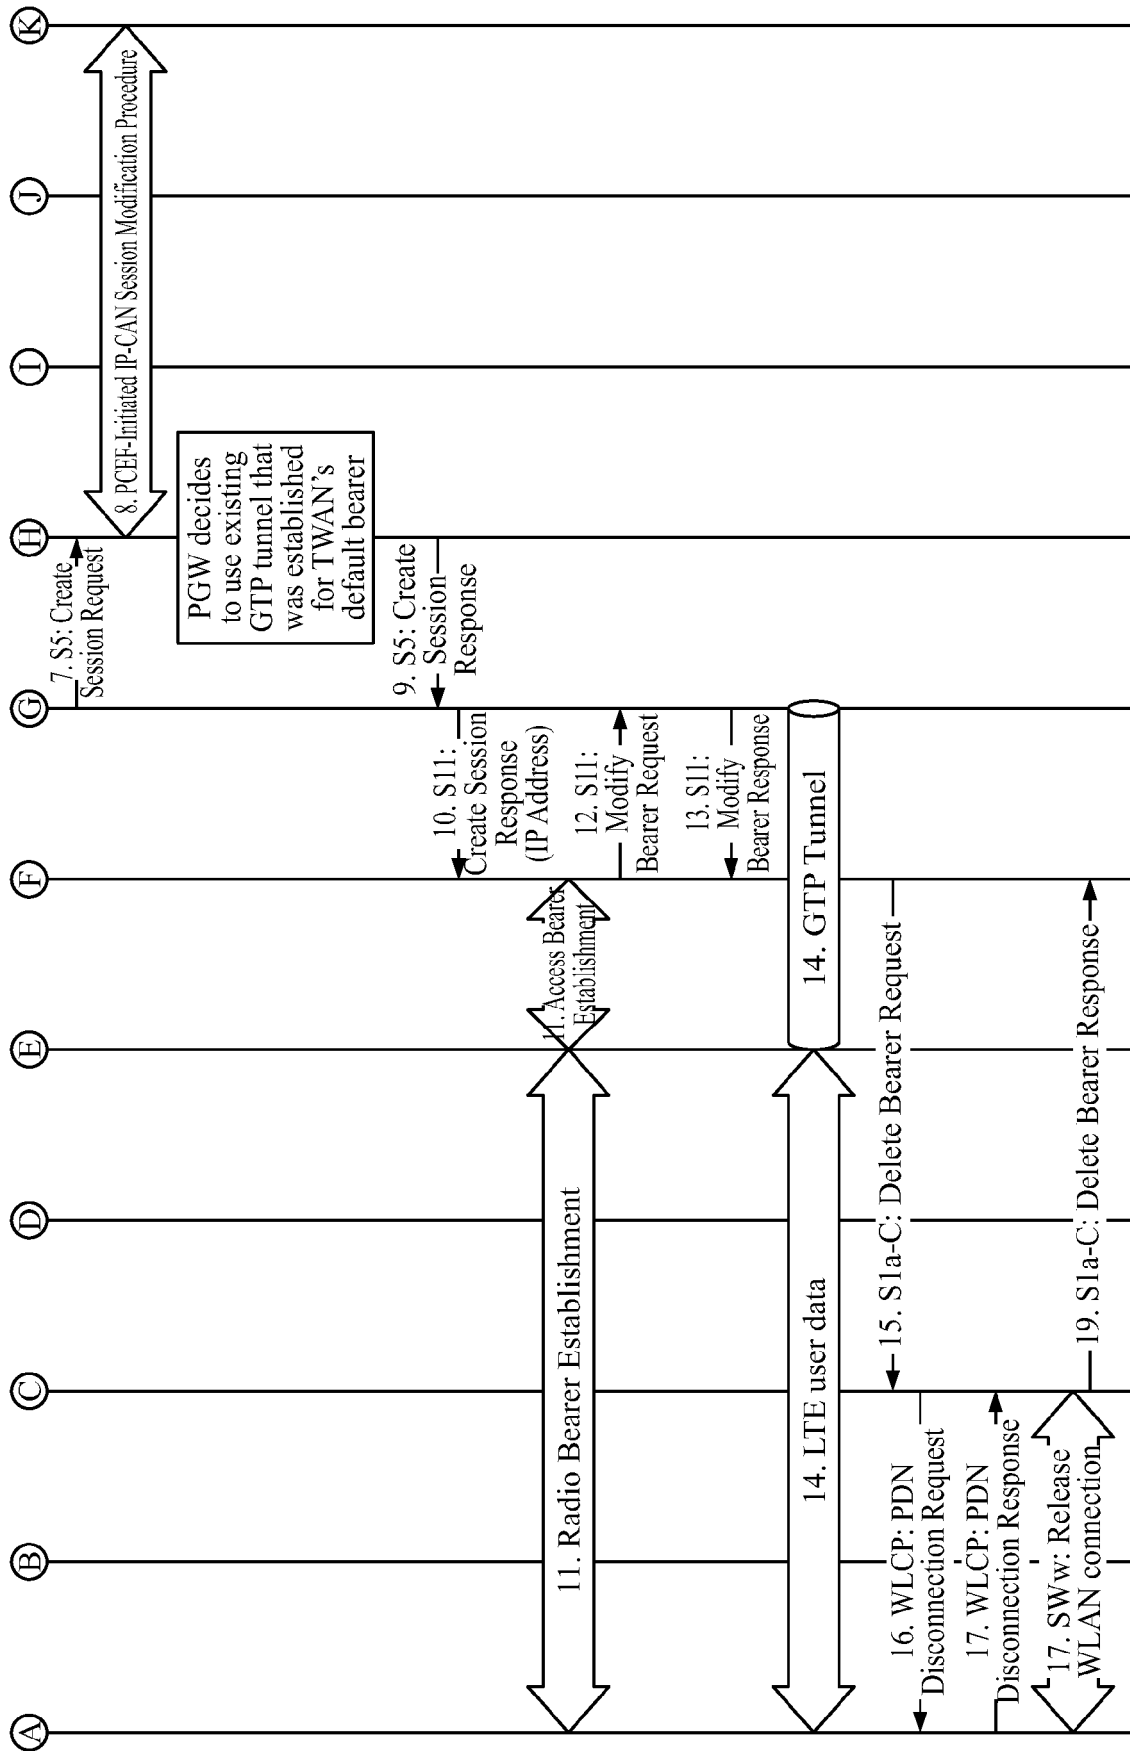 A
B
C
D
E
F
G
H
I
J
K
7. S5: Create
Session Request
8. PCEF-Initiated IP-CAN Session Modification Procedure
PGW decides
to use existing
GTP tunnel that
was established
for TWAN's
default bearer
9. S5: Create
Session
Response
10. S11:
Create Session
Response
(IP Address)
11. Radio Bearer Establishment
11. Access Bearer
Establishment
12. S11:
Modify
Bearer Request
13. S11:
Modify
Bearer Response
14. LTE user data
14. GTP Tunnel
15. S1a-C: Delete Bearer Request
16. WLCP: PDN
Disconnection Request
17. WLCP: PDN
Disconnection Response
17. SWw: Release
WLAN connection
19. S1a-C: Delete Bearer Response